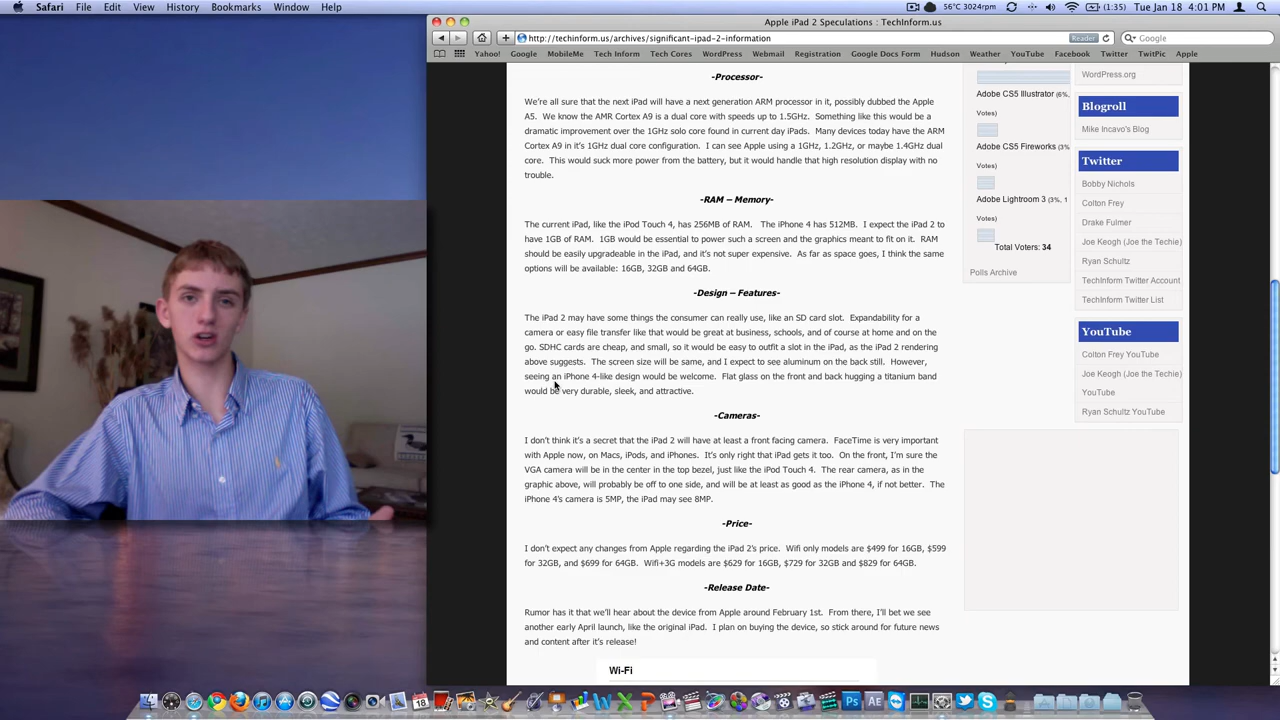 Safari File Edit View History Bookmarks Window Help
56°C 3024rpm
(1:35) Tue Jan 18 4:01 PM
Apple iPad 2 Speculations : TechInform.us
http://techinform.us/archives/significant-ipad-2-information
Reader
Google
Yahoo! Google MobileMe Tech Inform Tech Cores WordPress Webmail Registration Google Docs Form Hudson Weather YouTube Facebook Twitter TwitPic Apple
-Processor-
We're all sure that the next iPad will have a next generation ARM processor in it, possibly dubbed the Apple
A5. We know the AMR Cortex A9 is a dual core with speeds up to 1.5GHz. Something like this would be a
dramatic improvement over the 1GHz solo core found in current day iPads. Many devices today have the ARM
Cortex A9 in it's 1GHz dual core configuration. I can see Apple using a 1GHz, 1.2GHz, or maybe 1.4GHz dual
core. This would suck more power from the battery, but it would handle that high resolution display with no
trouble.
-RAM – Memory-
The current iPad, like the iPod Touch 4, has 256MB of RAM. The iPhone 4 has 512MB. I expect the iPad 2 to
have 1GB of RAM. 1GB would be essential to power such a screen and the graphics meant to fit on it. RAM
should be easily upgradeable in the iPad, and it's not super expensive. As far as space goes, I think the same
options will be available: 16GB, 32GB and 64GB.
-Design – Features-
The iPad 2 may have some things the consumer can really use, like an SD card slot. Expandability for a
camera or easy file transfer like that would be great at business, schools, and of course at home and on the
go. SDHC cards are cheap, and small, so it would be easy to outfit a slot in the iPad, as the iPad 2 rendering
above suggests. The screen size will be same, and I expect to see aluminum on the back still. However,
seeing an iPhone 4-like design would be welcome. Flat glass on the front and back hugging a titanium band
would be very durable, sleek, and attractive.
-Cameras-
I don't think it's a secret that the iPad 2 will have at least a front facing camera. FaceTime is very important
with Apple now, on Macs, iPods, and iPhones. It's only right that iPad gets it too. On the front, I'm sure the
VGA camera will be in the center in the top bezel, just like the iPod Touch 4. The rear camera, as in the
graphic above, will probably be off to one side, and will be at least as good as the iPhone 4, if not better. The
iPhone 4's camera is 5MP, the iPad may see 8MP.
-Price-
I don't expect any changes from Apple regarding the iPad 2's price. Wifi only models are $499 for 16GB, $599
for 32GB, and $699 for 64GB. Wifi+3G models are $629 for 16GB, $729 for 32GB and $829 for 64GB.
-Release Date-
Rumor has it that we'll hear about the device from Apple around February 1st. From there, I'll bet we see
another early April launch, like the original iPad. I plan on buying the device, so stick around for future news
and content after it's release!
Wi-Fi
Adobe CS5 Illustrator (6%,
Votes)
Adobe CS5 Fireworks (3%
Votes)
Adobe Lightroom 3 (3%, 1
Votes)
Total Voters: 34
Polls Archive
WordPress.org
Blogroll
Mike Incavo's Blog
Twitter
Bobby Nichols
Colton Frey
Drake Fulmer
Joe Keogh (Joe the Techie)
Ryan Schultz
TechInform Twitter Account
TechInform Twitter List
YouTube
Colton Frey YouTube
Joe Keogh (Joe the Techie)
YouTube
Ryan Schultz YouTube
18
Ps
AE